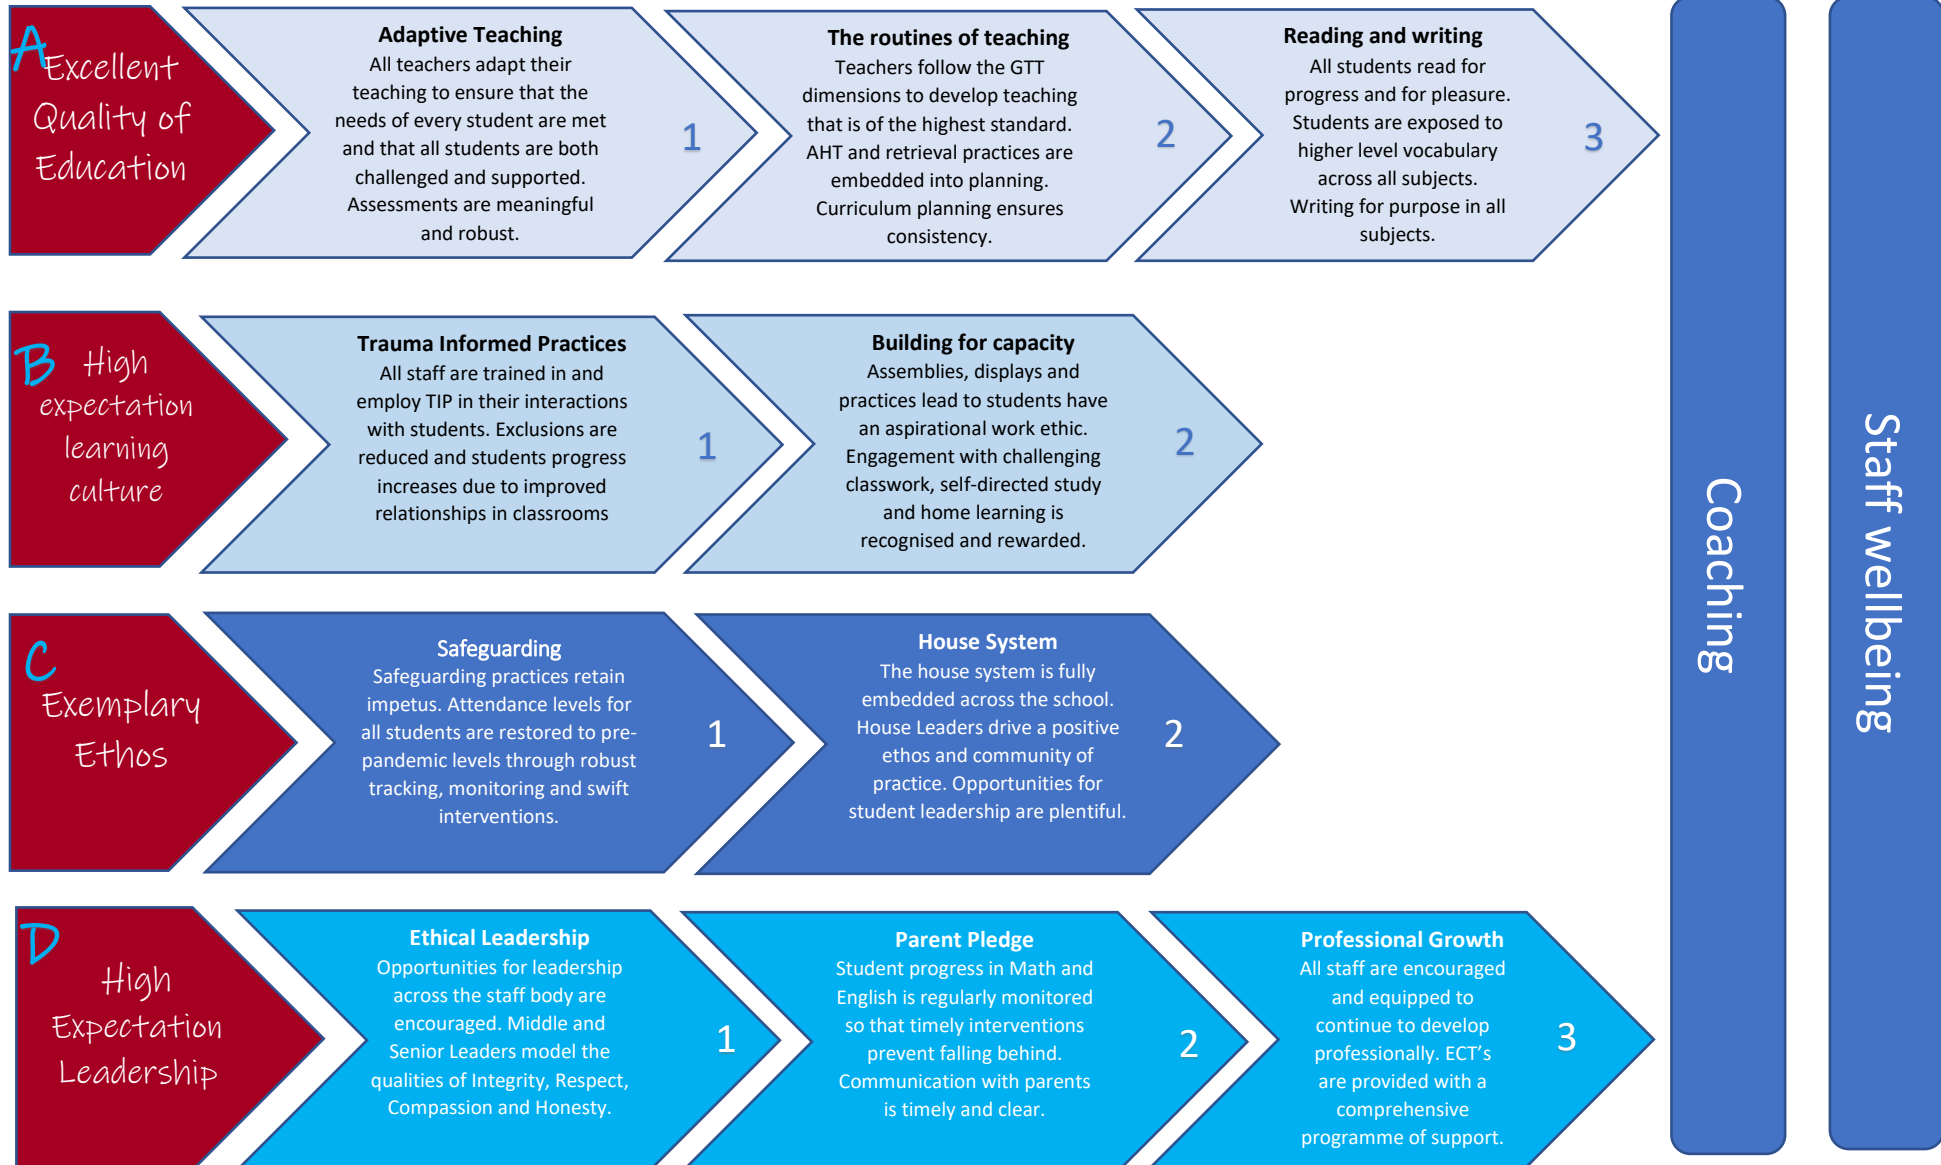 A
Excellent
Quality of
Education
Adaptive Teaching
All teachers adapt their
teaching to ensure that the
needs of every student are met
and that all students are both
challenged and supported.
Assessments are meaningful
and robust.
1
The routines of teaching
Teachers follow the GTT
dimensions to develop teaching
that is of the highest standard.
AHT and retrieval practices are
embedded into planning.
Curriculum planning ensures
consistency.
2
Reading and writing
All students read for
progress and for pleasure.
Students are exposed to
higher level vocabulary
across all subjects.
Writing for purpose in all
subjects.
3
B
High
expectation
learning
culture
Trauma Informed Practices
All staff are trained in and
employ TIP in their interactions
with students. Exclusions are
reduced and students progress
increases due to improved
relationships in classrooms
1
Building for capacity
Assemblies, displays and
practices lead to students have
an aspirational work ethic.
Engagement with challenging
classwork, self-directed study
and home learning is
recognised and rewarded.
2
C
Exemplary
Ethos
Safeguarding
Safeguarding practices retain
impetus. Attendance levels for
all students are restored to pre-
pandemic levels through robust
tracking, monitoring and swift
interventions.
1
House System
The house system is fully
embedded across the school.
House Leaders drive a positive
ethos and community of
practice. Opportunities for
student leadership are plentiful.
2
D
High
Expectation
Leadership
Ethical Leadership
Opportunities for leadership
across the staff body are
encouraged. Middle and
Senior Leaders model the
qualities of Integrity, Respect,
Compassion and Honesty.
1
Parent Pledge
Student progress in Math and
English is regularly monitored
so that timely interventions
prevent falling behind.
Communication with parents
is timely and clear.
2
Professional Growth
All staff are encouraged
and equipped to
continue to develop
professionally. ECT's
are provided with a
comprehensive
programme of support.
3
Coaching
Staff wellbeing